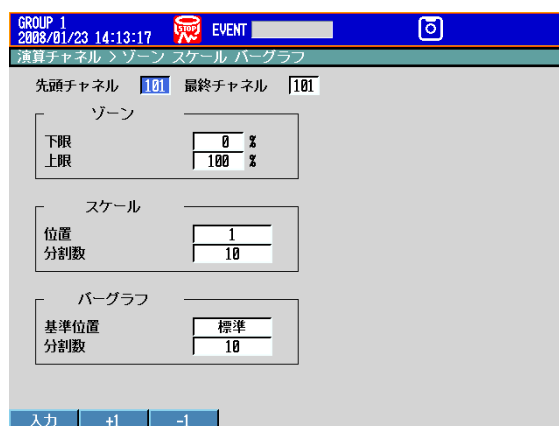 GROUP 1
2008/01/23 14:13:17 STOP EVENT
演算チャネル > ゾーン スケール バーグラフ
先頭チャネル 101 最終チャネル 101
ゾーン
下限 0 %
上限 100 %
スケール
位置 1
分割数 10
バーグラフ
基準位置 標準
分割数 10
入力 +1 -1